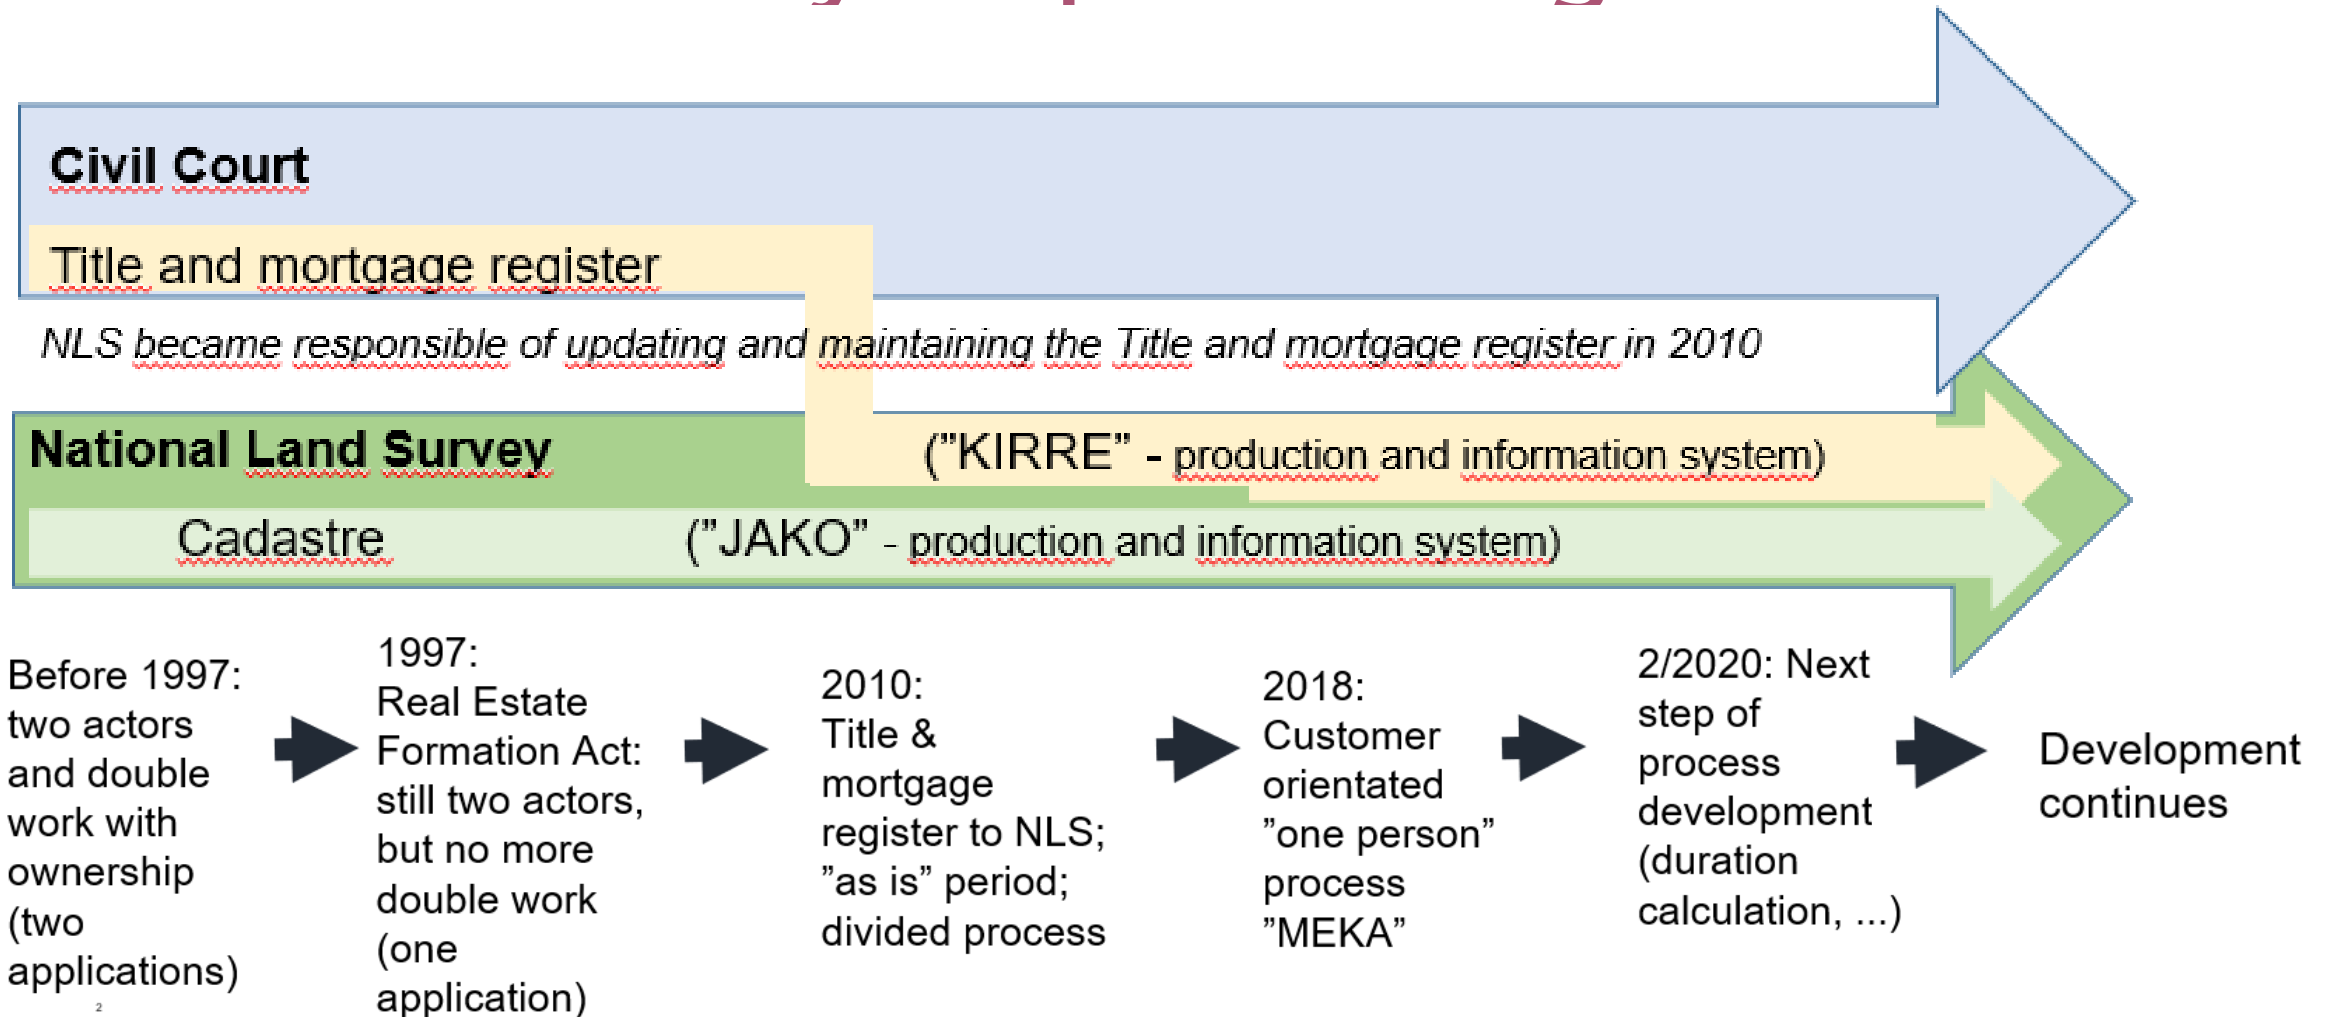 Civil Court
Title and mortgage register
NLS became responsible of updating and maintaining the Title and mortgage register in 2010
National Land Survey
("KIRRE" - production and information system)
Cadastre
("JAKO" - production and information system)
Before 1997:
two actors
and double
work with
ownership
(two
applications)
2
1997:
Real Estate
Formation Act:
still two actors,
but no more
double work
(one
application)
2010:
Title &
mortgage
register to NLS;
”as is” period;
divided process
2018:
Customer
orientated
”one person”
process
”MEKA”
2/2020: Next
step of
process
development
(duration
calculation, ...)
Development
continues